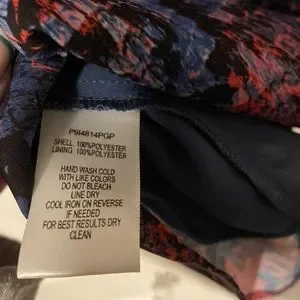 P9I4814PGP
SHELL: 100%POLYESTER
LINING: 100%POLYESTER
HAND WASH COLD
WITH LIKE COLORS
DO NOT BLEACH
LINE DRY
COOL IRON ON REVERSE
IF NEEDED
FOR BEST RESULTS DRY
CLEAN